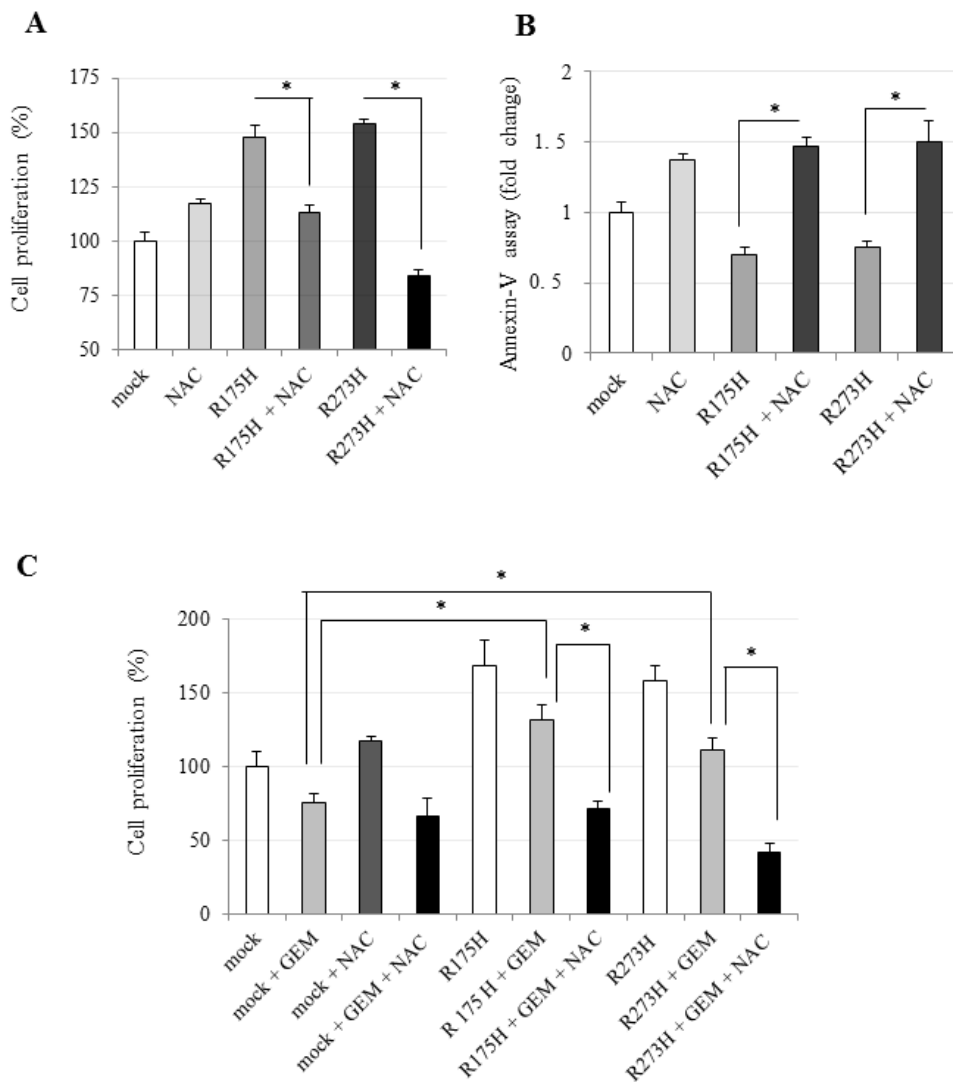 A
Cell proliferation (%)
175
150
125
100
75
50
*
*
mock
NAC
R175H
R175H + NAC
R273H
R273H + NAC
B
Annexin-V assay (fold change)
2
1.5
1
0.5
0
*
*
mock
NAC
R175H
R175H + NAC
R273H
R273H + NAC
C
Cell proliferation (%)
200
150
100
50
0
*
*
*
*
mock
mock + GEM
mock + NAC
mock + GEM + NAC
R175H
R 175 H + GEM
R175H + GEM + NAC
R273H
R273H + GEM
R273H + GEM + NAC